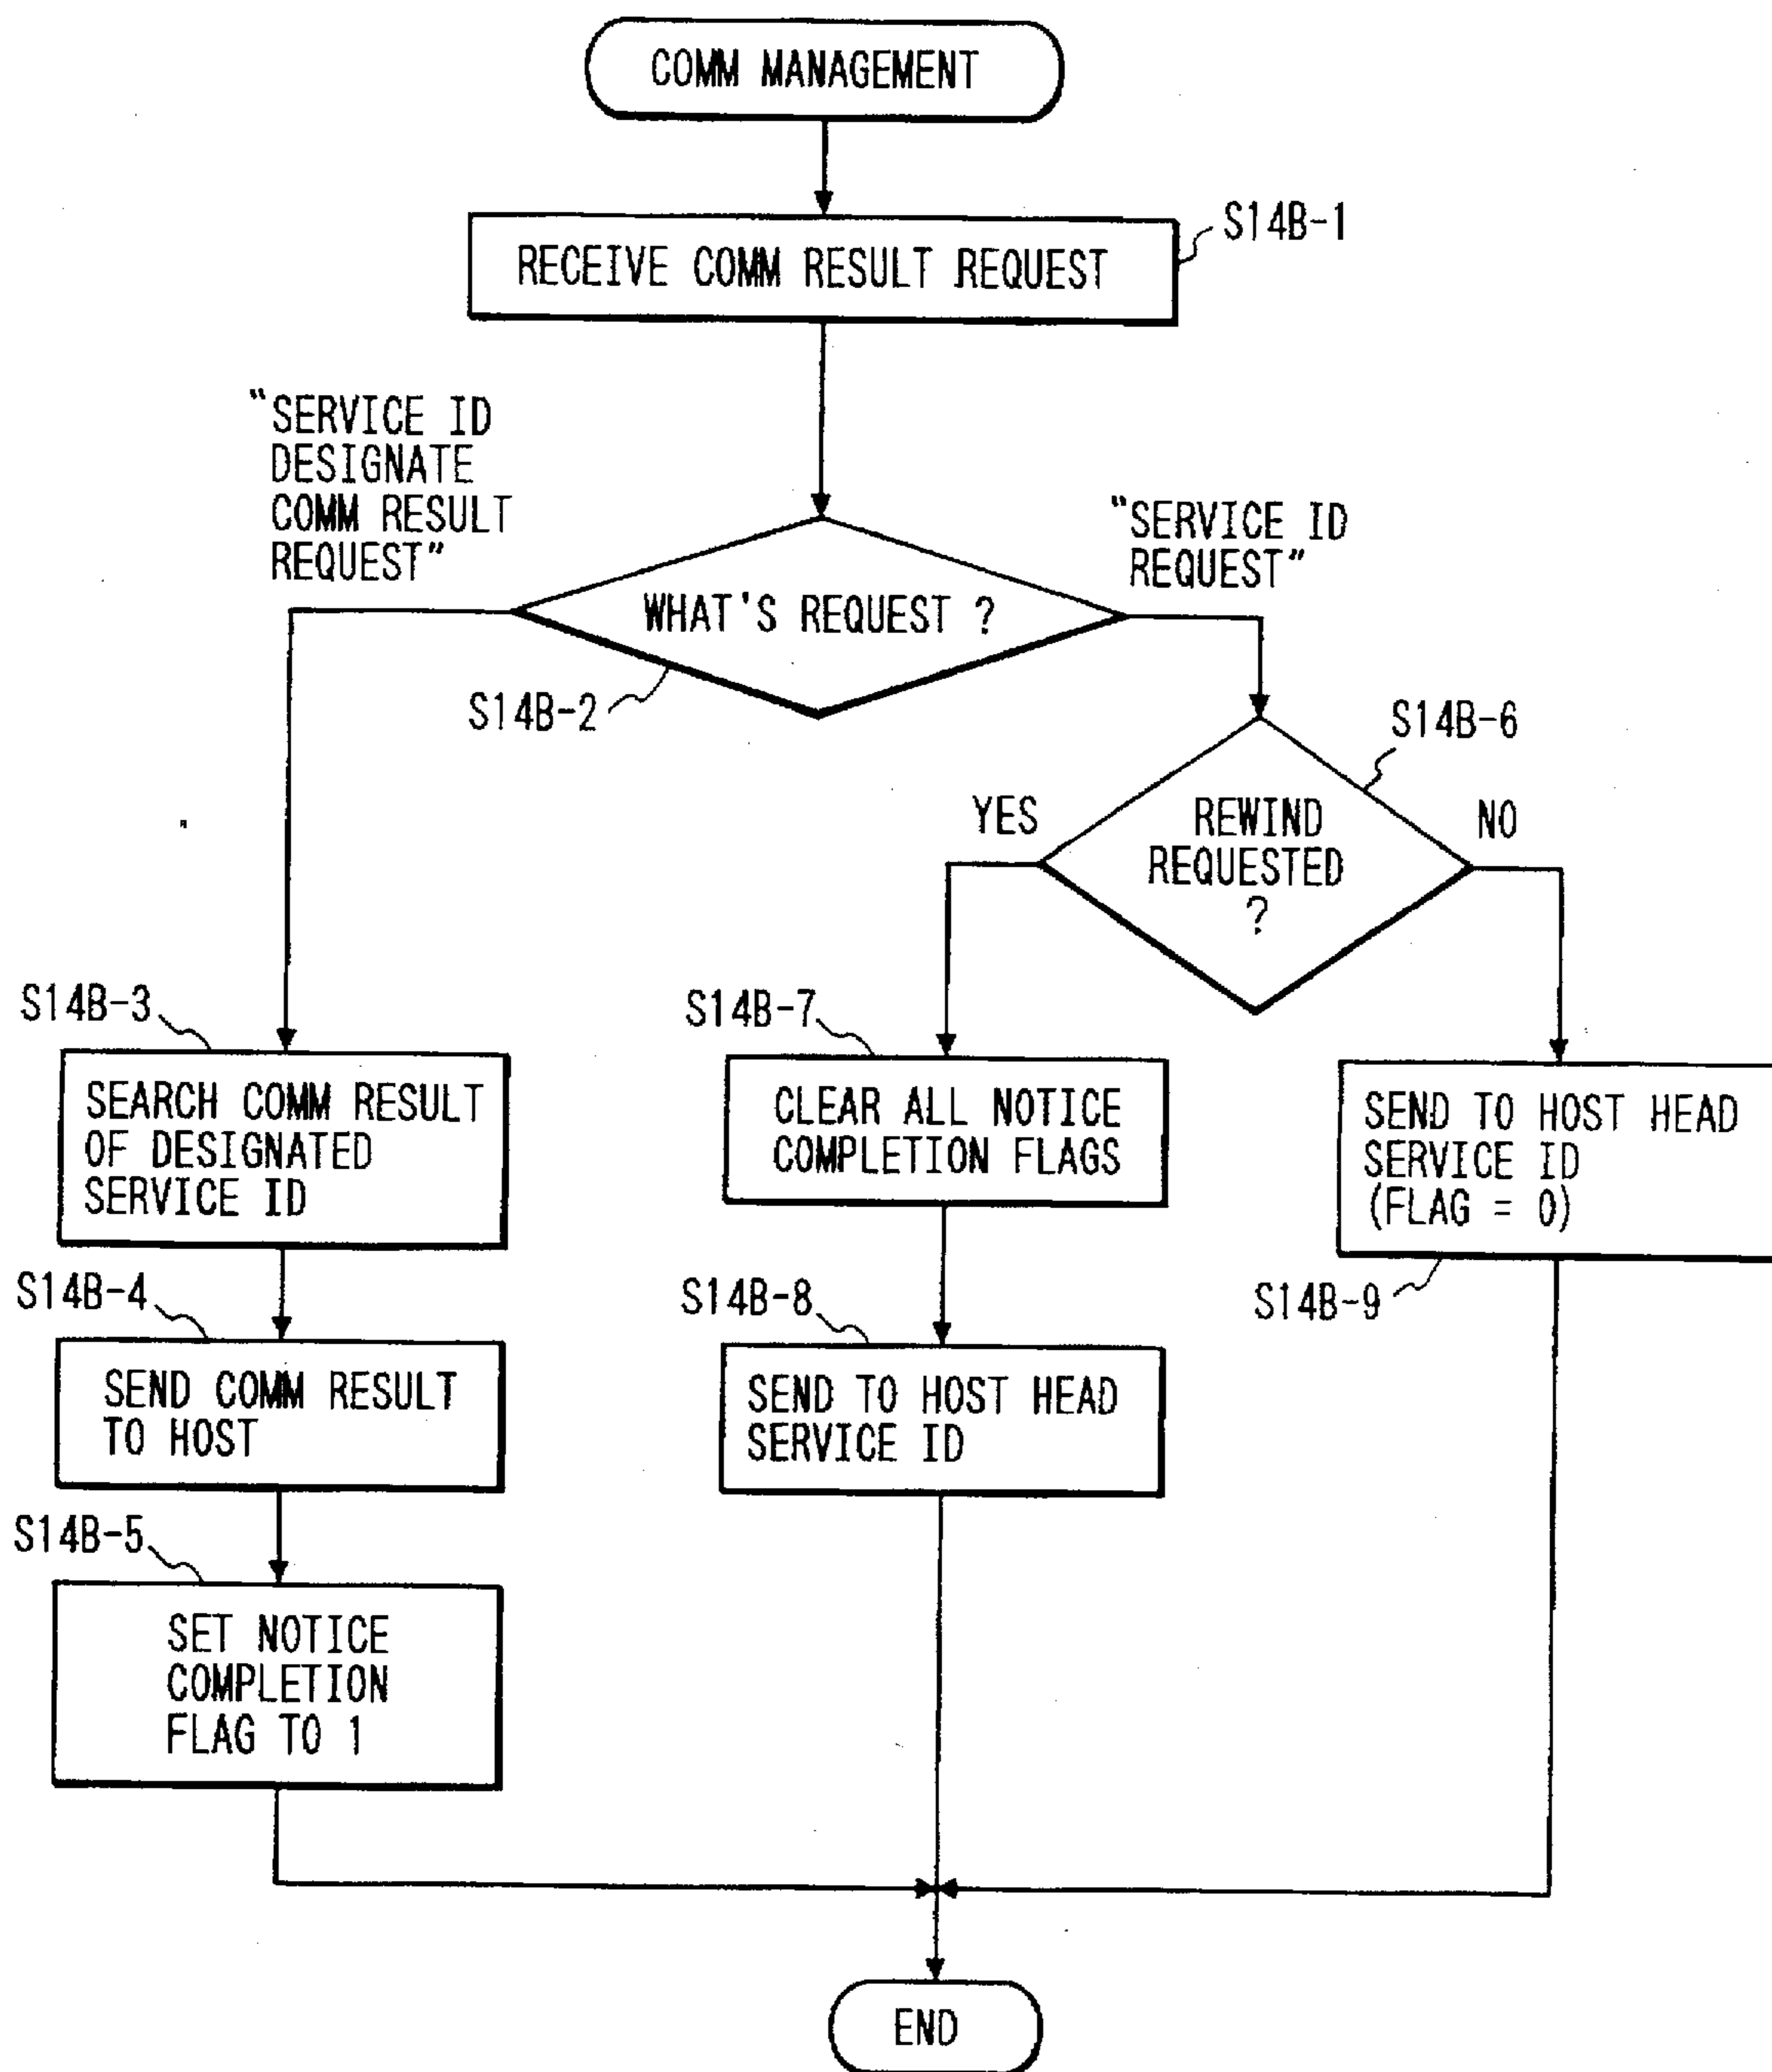 COMM MANAGEMENT
RECEIVE COMM RESULT REQUEST
S14B-1
"SERVICE ID
DESIGNATE
COMM RESULT
REQUEST"
"SERVICE ID
REQUEST"
WHAT'S REQUEST ?
S14B-2
S14B-6
YES
REWIND
REQUESTED
?
NO
S14B-3
SEARCH COMM RESULT
OF DESIGNATED
SERVICE ID
S14B-4
SEND COMM RESULT
TO HOST
S14B-5
SET NOTICE
COMPLETION
FLAG TO 1
S14B-7
CLEAR ALL NOTICE
COMPLETION FLAGS
S14B-8
SEND TO HOST HEAD
SERVICE ID
SEND TO HOST HEAD
SERVICE ID
(FLAG = 0)
S14B-9
END